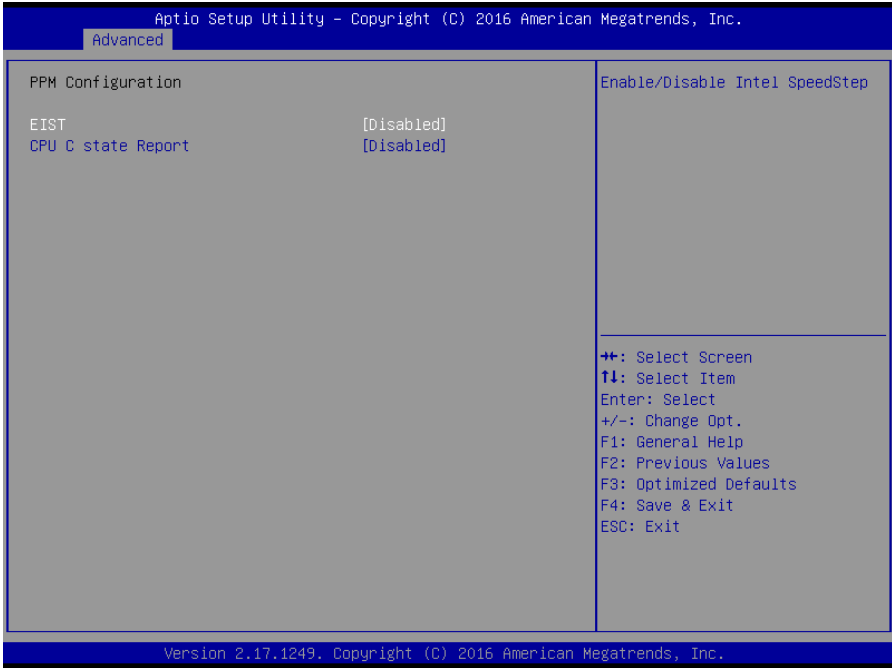 Aptio Setup Utility – Copyright (C) 2016 American Megatrends, Inc.
Advanced
PPM Configuration
EIST [Disabled]
CPU C state Report [Disabled]
Enable/Disable Intel SpeedStep
→←: Select Screen
↑↓: Select Item
Enter: Select
+/-: Change Opt.
F1: General Help
F2: Previous Values
F3: Optimized Defaults
F4: Save & Exit
ESC: Exit
Version 2.17.1249. Copyright (C) 2016 American Megatrends, Inc.